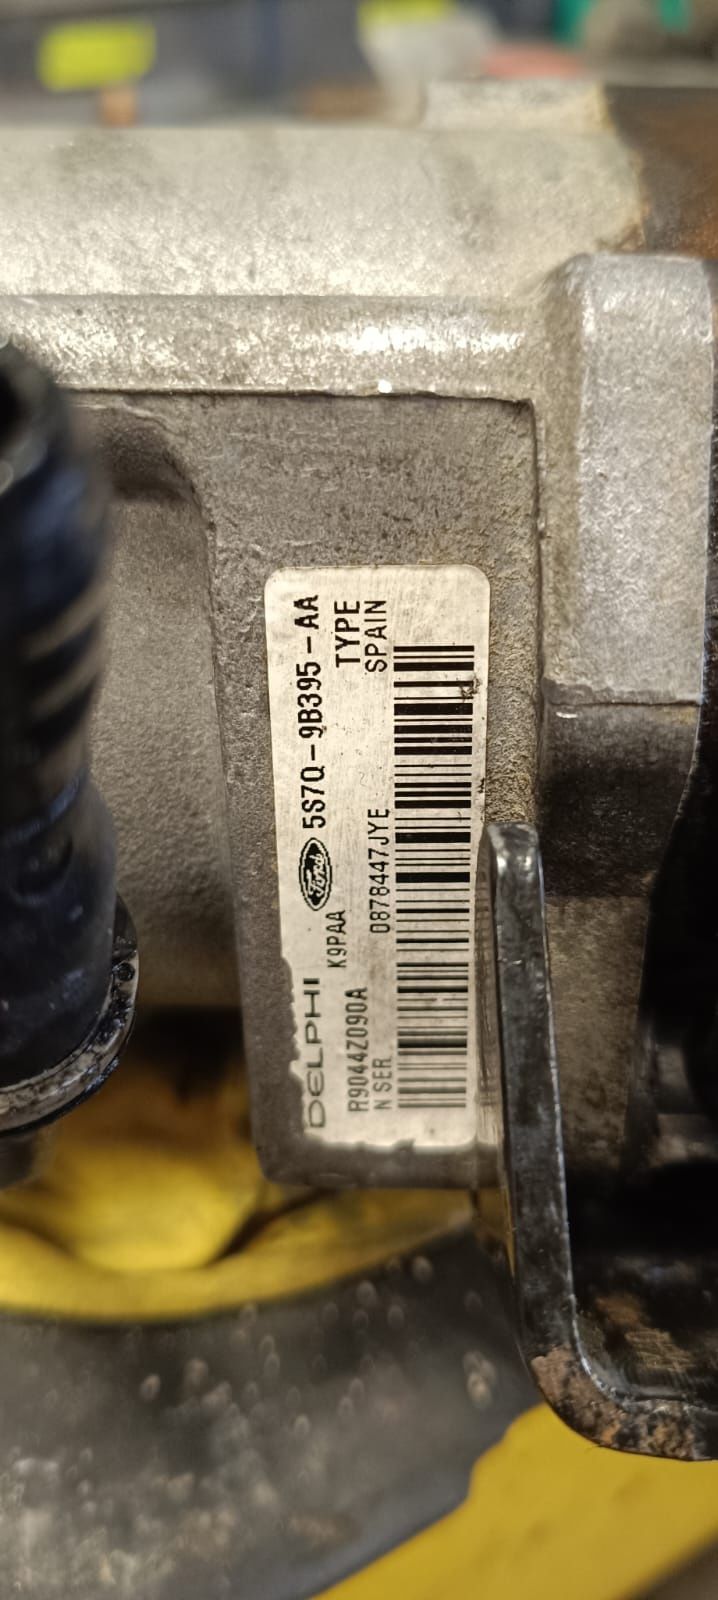 Ford 5S7Q-9B395-AA
DELPHI K9PAA TYPE
R9044Z090A SPAIN
N SER 0878447JYE